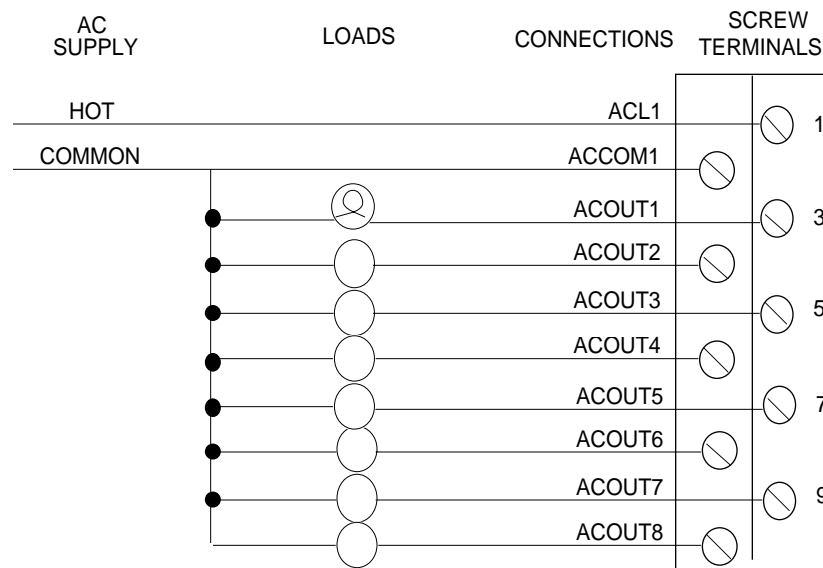 AC
SUPPLY
LOADS
CONNECTIONS
SCREW
TERMINALS
HOT
ACL1
1
COMMON
ACCOM1
ACOUT1
3
ACOUT2
ACOUT3
5
ACOUT4
ACOUT5
7
ACOUT6
ACOUT7
9
ACOUT8